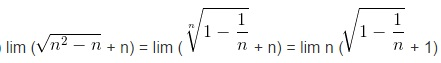 ) lim (√n² − n + n) = lim ( ⁿ√1 − 1/n + n) = lim n (√1 − 1/n + 1)